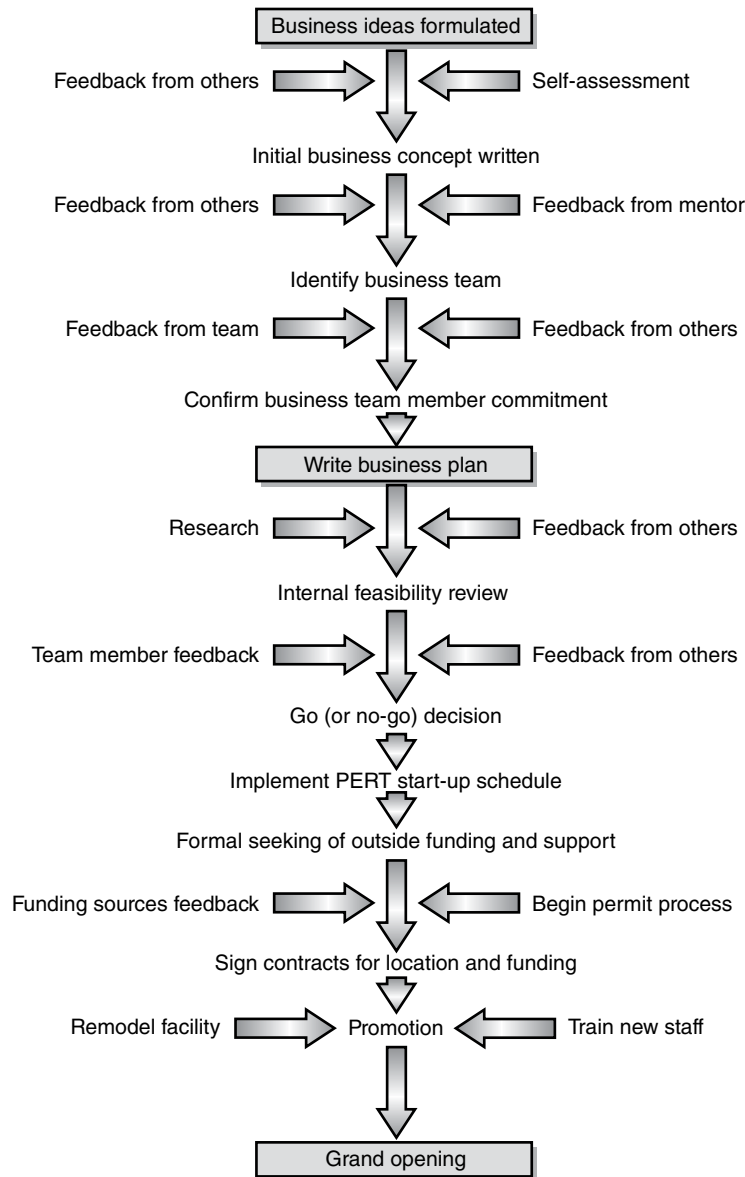 Business ideas formulated
Feedback from others
Self-assessment
Initial business concept written
Feedback from others
Feedback from mentor
Identify business team
Feedback from team
Feedback from others
Confirm business team member commitment
Write business plan
Research
Feedback from others
Internal feasibility review
Team member feedback
Feedback from others
Go (or no-go) decision
Implement PERT start-up schedule
Formal seeking of outside funding and support
Funding sources feedback
Begin permit process
Sign contracts for location and funding
Remodel facility
Promotion
Train new staff
Grand opening